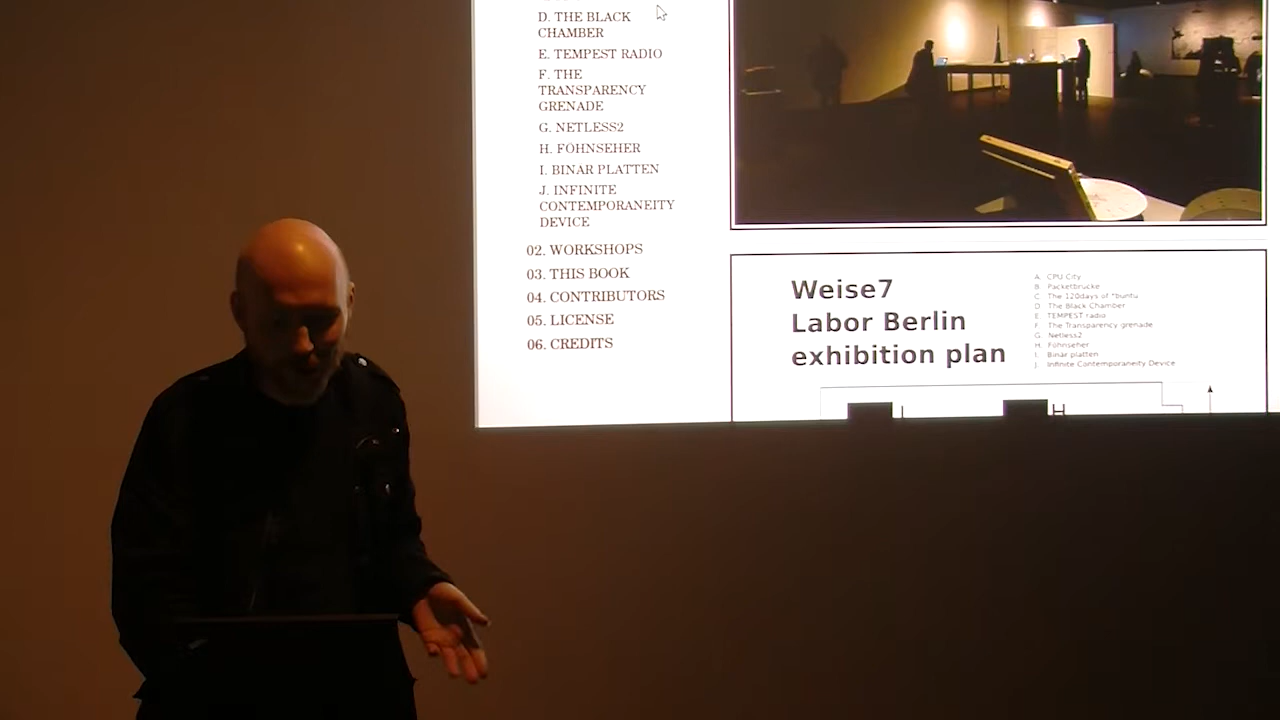 D. THE BLACK
CHAMBER
E. TEMPEST RADIO
F. THE
TRANSPARENCY
GRENADE
G. NETLESS2
H. FÖHNSEHER
I. BINAR PLATTEN
J. INFINITE
CONTEMPORANEITY
DEVICE
02. WORKSHOPS
03. THIS BOOK
04. CONTRIBUTORS
05. LICENSE
06. CREDITS
Weise7
Labor Berlin
exhibition plan
A. CPU City
B. Packetbrücke
C. The 120days of *buntu
D. The Black Chamber
E. TEMPEST radio
F. The Transparency grenade
G. Netless2
H. Föhnseher
I. Binär platten
J. Infinite Contemporaneity Device
I
H